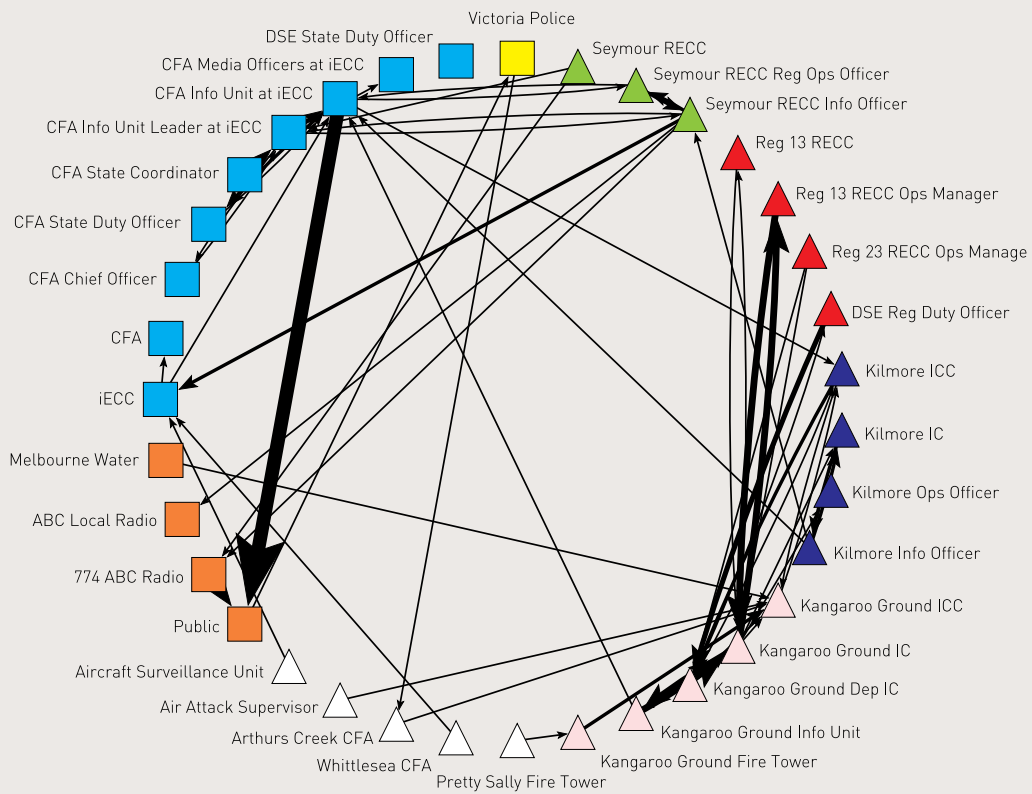 Victoria Police
DSE State Duty Officer
Seymour RECC
CFA Media Officers at iECC
Seymour RECC Reg Ops Officer
CFA Info Unit at iECC
Seymour RECC Info Officer
CFA Info Unit Leader at iECC
Reg 13 RECC
CFA State Coordinator
Reg 13 RECC Ops Manager
CFA State Duty Officer
Reg 23 RECC Ops Manage
CFA Chief Officer
DSE Reg Duty Officer
CFA
Kilmore ICC
iECC
Kilmore IC
Melbourne Water
Kilmore Ops Officer
ABC Local Radio
Kilmore Info Officer
774 ABC Radio
Kangaroo Ground ICC
Public
Kangaroo Ground IC
Aircraft Surveillance Unit
Kangaroo Ground Dep IC
Air Attack Supervisor
Kangaroo Ground Info Unit
Arthurs Creek CFA
Kangaroo Ground Fire Tower
Whittlesea CFA
Pretty Sally Fire Tower